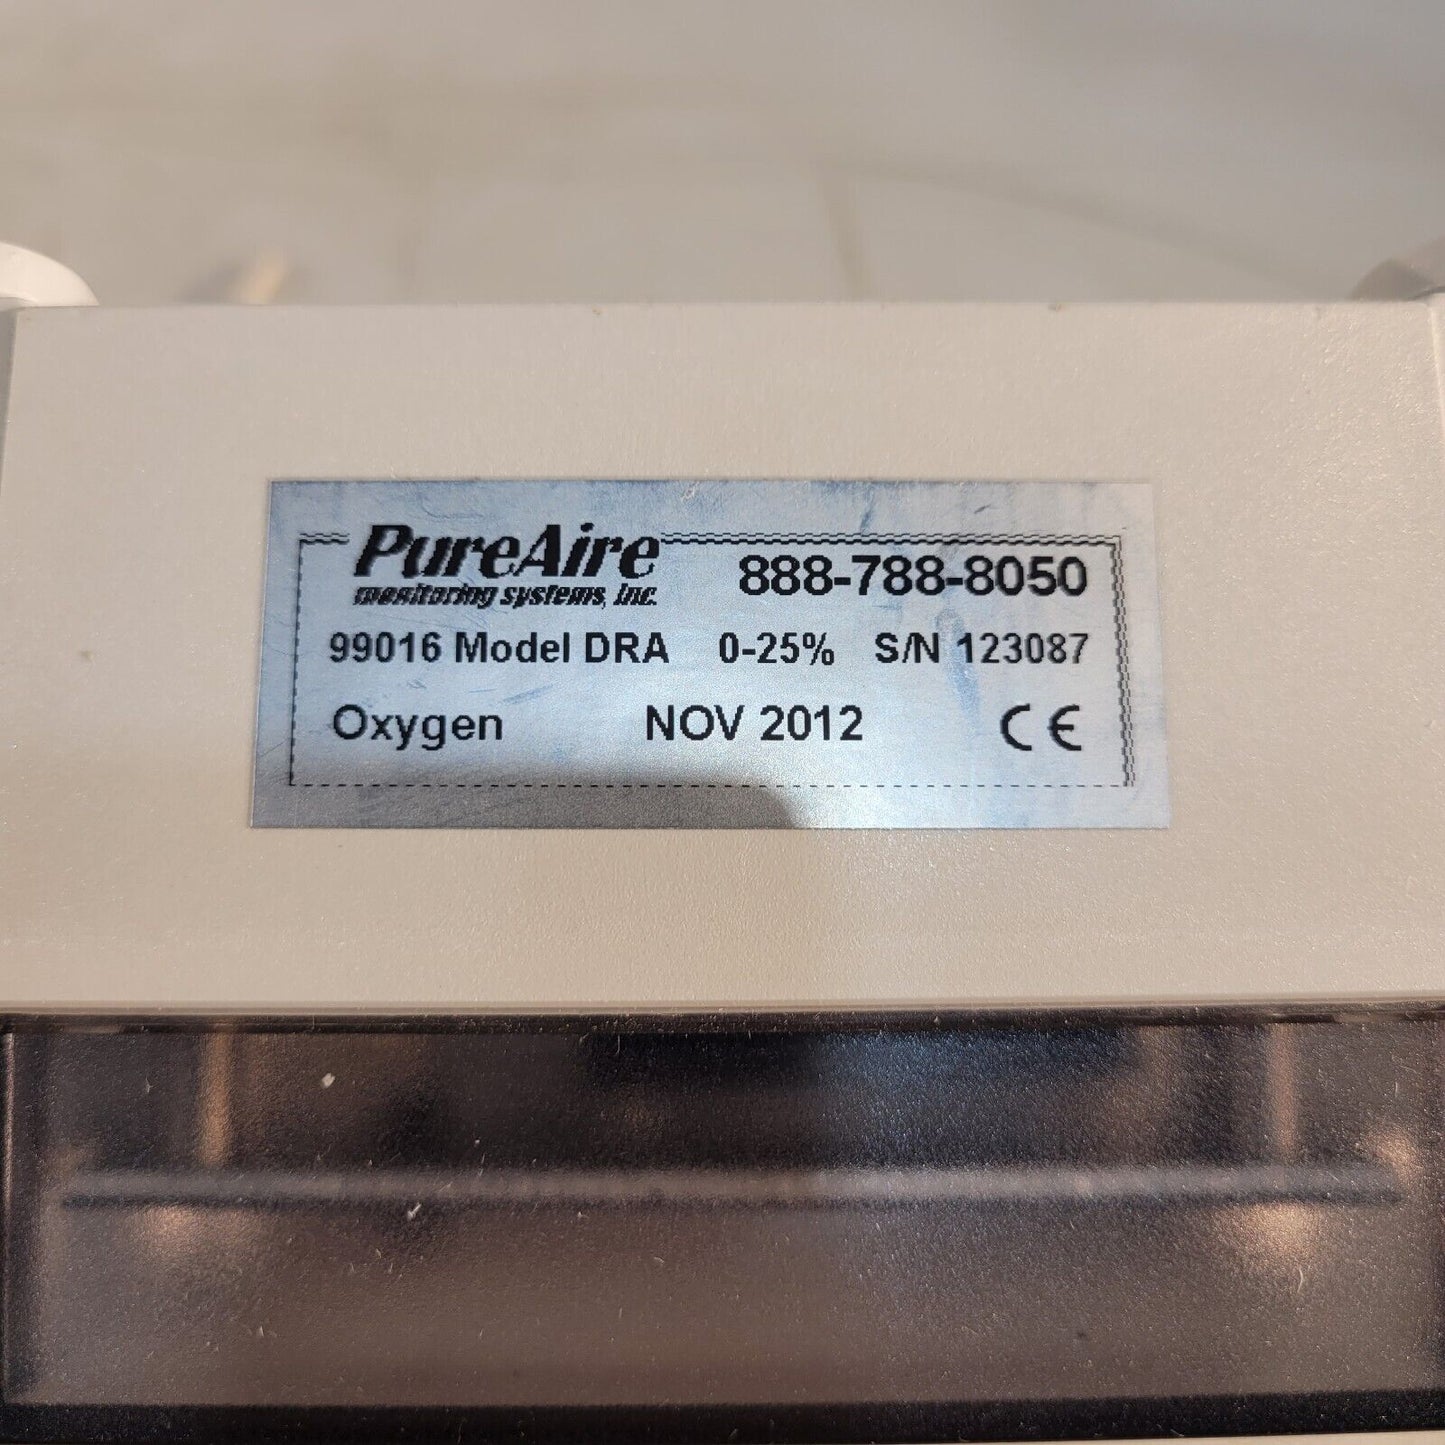 PureAire 888-788-8050
monitoring systems, inc.
99016 Model DRA 0-25% S/N 123087
Oxygen NOV 2012 CE